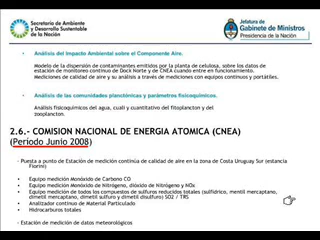 Secretaría de Ambiente
y Desarrollo Sustentable
de la Nación
Jefatura de
Gabinete de Ministros
Presidencia de la Nación
• Análisis del Impacto Ambiental sobre el Componente Aire.
Modelo de la dispersión de contaminantes emitidos por la planta de celulosa, sobre los datos de
estación de monitoreo continuo de Dock Norte y de CNEA cuando entre en funcionamiento.
Mediciones de calidad de aire y su análisis a través de mediciones con equipos continuos y portátiles.
• Análisis de las comunidades planctónicas y parámetros fisicoquímicos.
Análisis fisicoquímicos del agua, cuali y cuantitativo del fitoplancton y del
zooplancton.
2.6.- COMISION NACIONAL DE ENERGIA ATOMICA (CNEA)
(Período Junio 2008)
- Puesta a punto de Estación de medición continúa de calidad de aire en la zona de Costa Uruguay Sur (estancia
Fiorini)
• Equipo medición Monóxido de Carbono CO
• Equipo medición Monóxido de Nitrógeno, dióxido de Nitrógeno y NOx
• Equipo medición de todos los compuestos de sulfuros reducidos totales (sulfhídrico, mentil mercaptano,
dimetil mercaptano, dimetil sulfuro y dimetil disulfuro) SO2 / TRS
• Analizador continuo de Material Particulado
• Hidrocarburos totales
- Estación de medición de datos meteorológicos